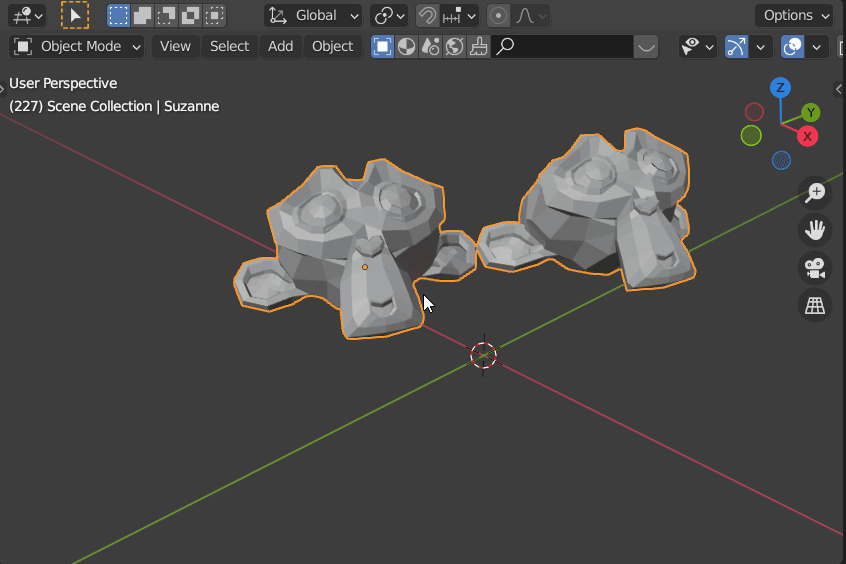 Global
Options
Object Mode
View
Select
Add
Object
User Perspective
(227) Scene Collection | Suzanne
Z
Y
X